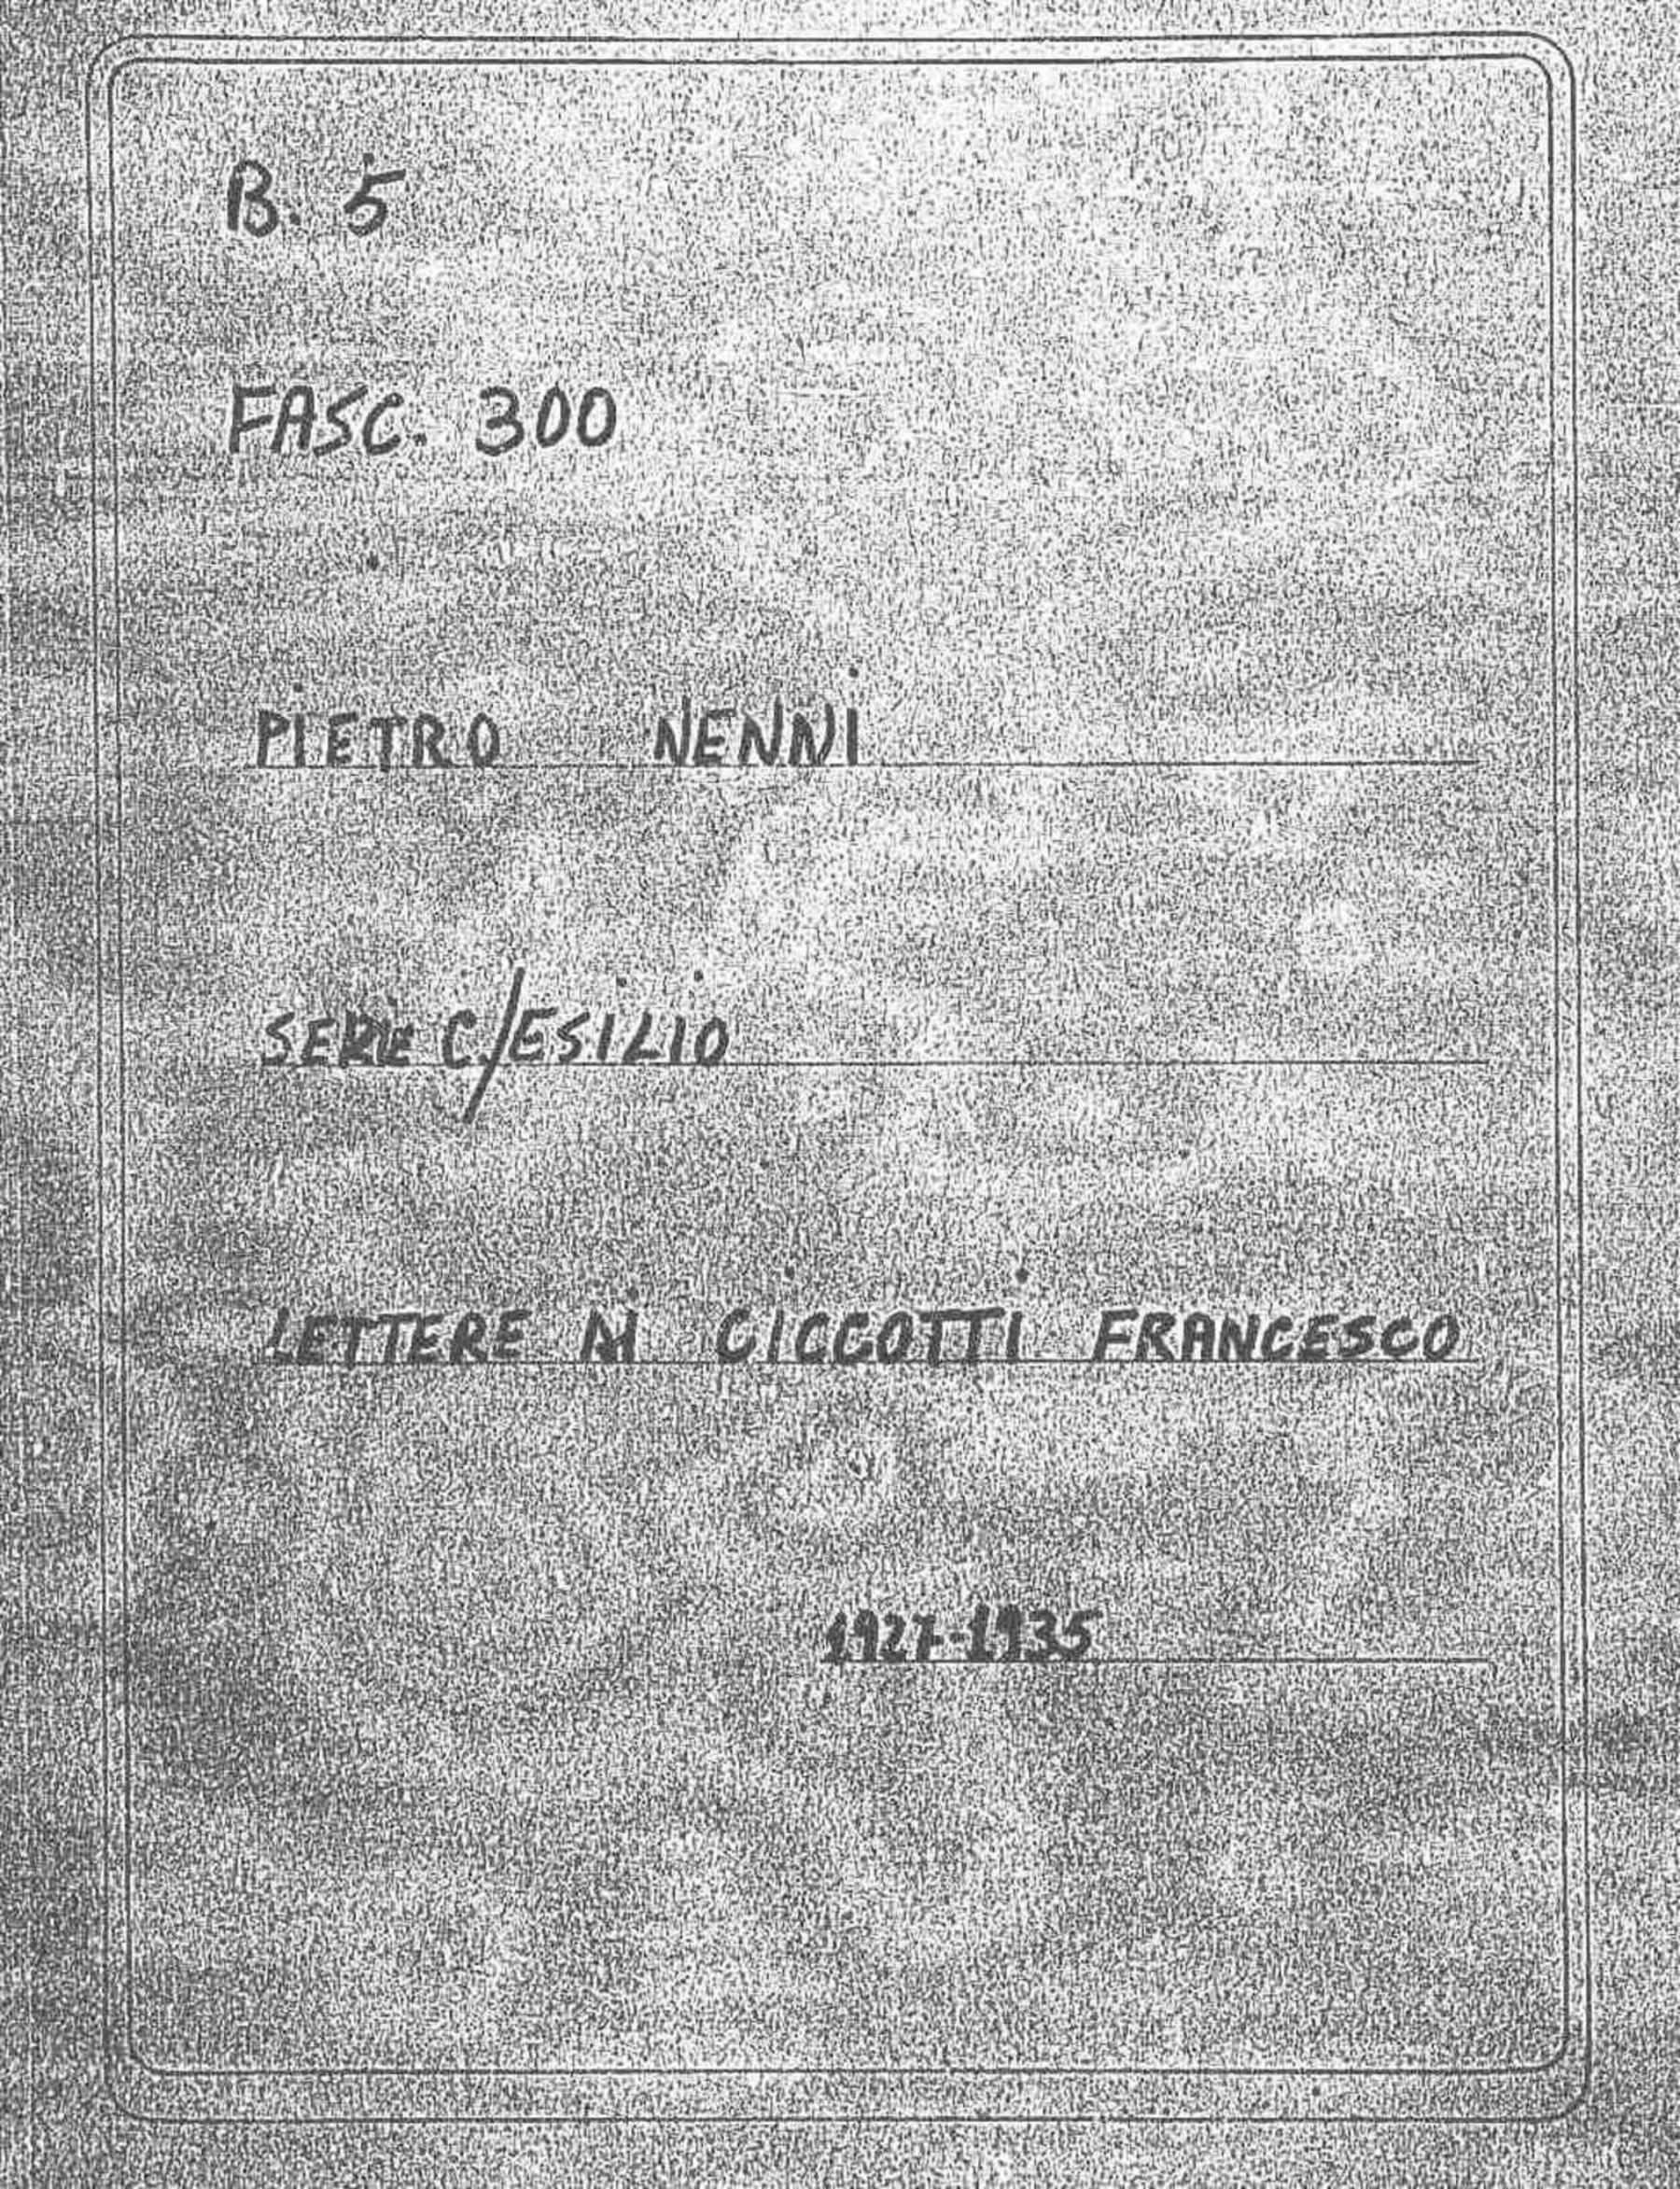 B. 5
FASC. 300
PIETRO NENNI
SERIE C/ESILIO
LETTERE DI CICCOTTI FRANCESCO
1927-1935